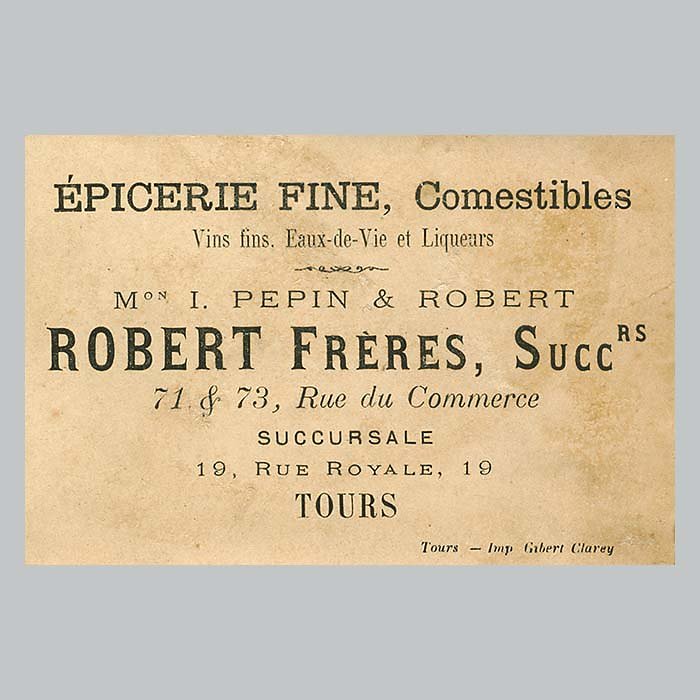 ÉPICERIE FINE, Comestibles
Vins fins, Eaux-de-Vie et Liqueurs
Mᵒᴺ I. PEPIN & ROBERT
ROBERT FRÈRES, SUCCᴿˢ
71 & 73, Rue du Commerce
SUCCURSALE
19, RUE ROYALE, 19
TOURS
Tours — Imp Gibert Clarey